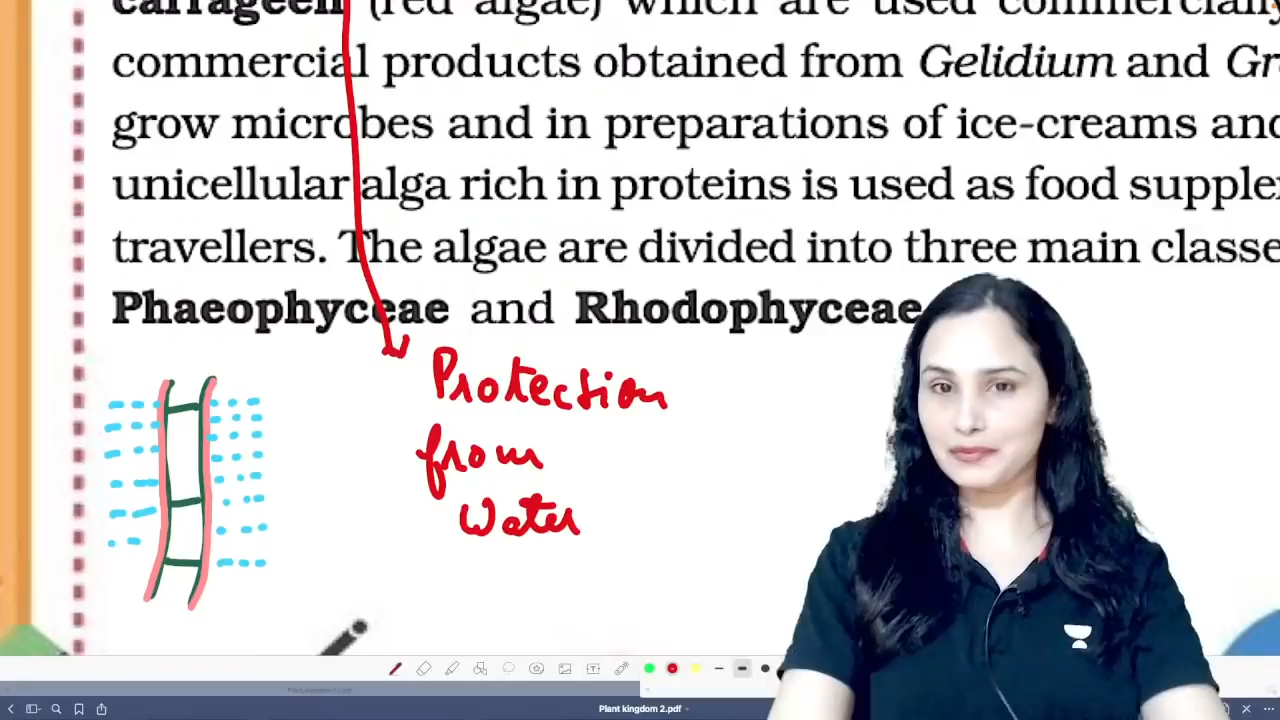 carrageen (red algae) which are used commercially
commercial products obtained from Gelidium and Gr
grow microbes and in preparations of ice-creams and
unicellular alga rich in proteins is used as food supple
travellers. The algae are divided into three main classe
Phaeophyceae and Rhodophyceae
Protection
from
Water
Plant kingdom 2.pdf